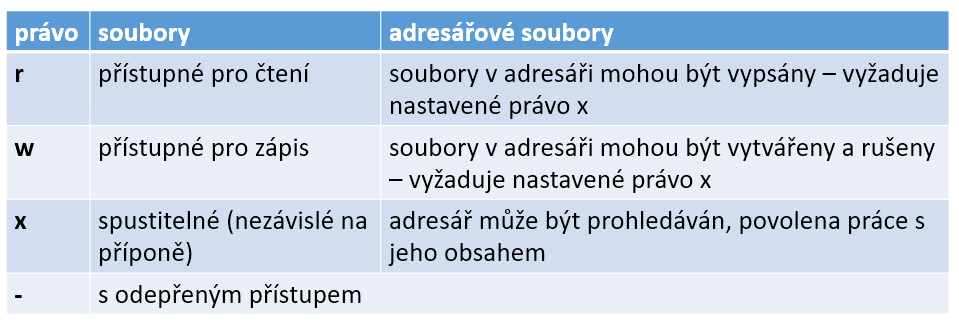 právo soubory adresářové soubory
r přístupné pro čtení soubory v adresáři mohou být vypsány – vyžaduje
nastavené právo x
w přístupné pro zápis soubory v adresáři mohou být vytvářeny a rušeny
– vyžaduje nastavené právo x
x spustitelné (nezávislé na adresář může být prohledáván, povolena práce s
příponě) jeho obsahem
- s odepřeným přístupem